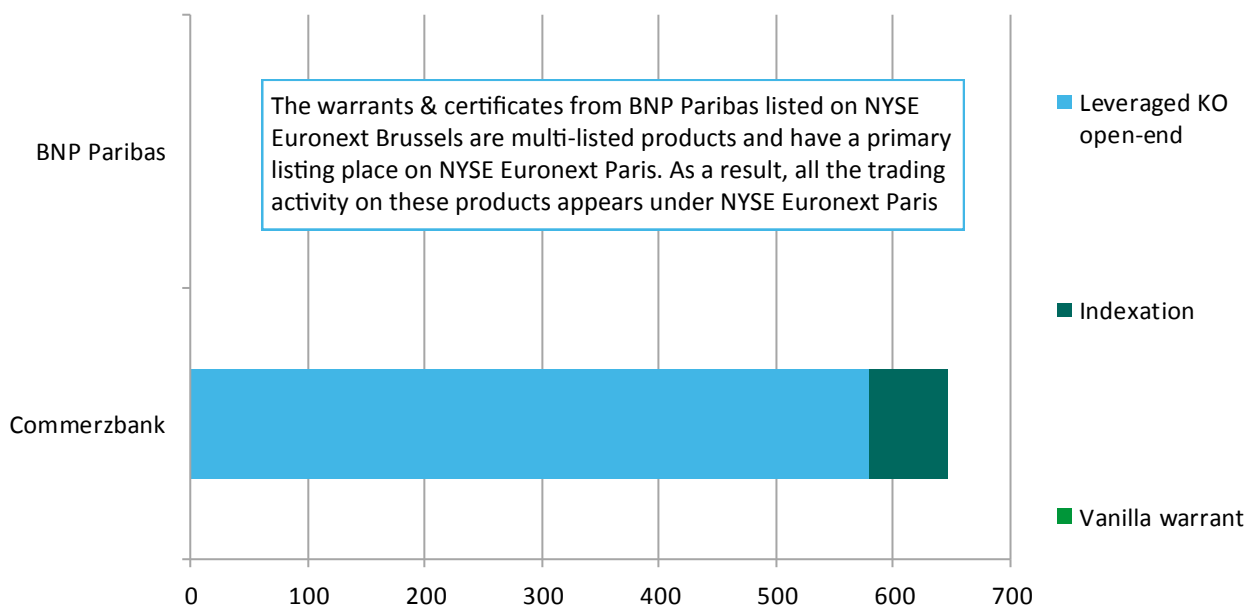 The warrants & certificates from BNP Paribas listed on NYSE
Euronext Brussels are multi-listed products and have a primary
listing place on NYSE Euronext Paris. As a result, all the trading
activity on these products appears under NYSE Euronext Paris
BNP Paribas
Commerzbank
0 100 200 300 400 500 600 700
Leveraged KO
open-end
Indexation
Vanilla warrant